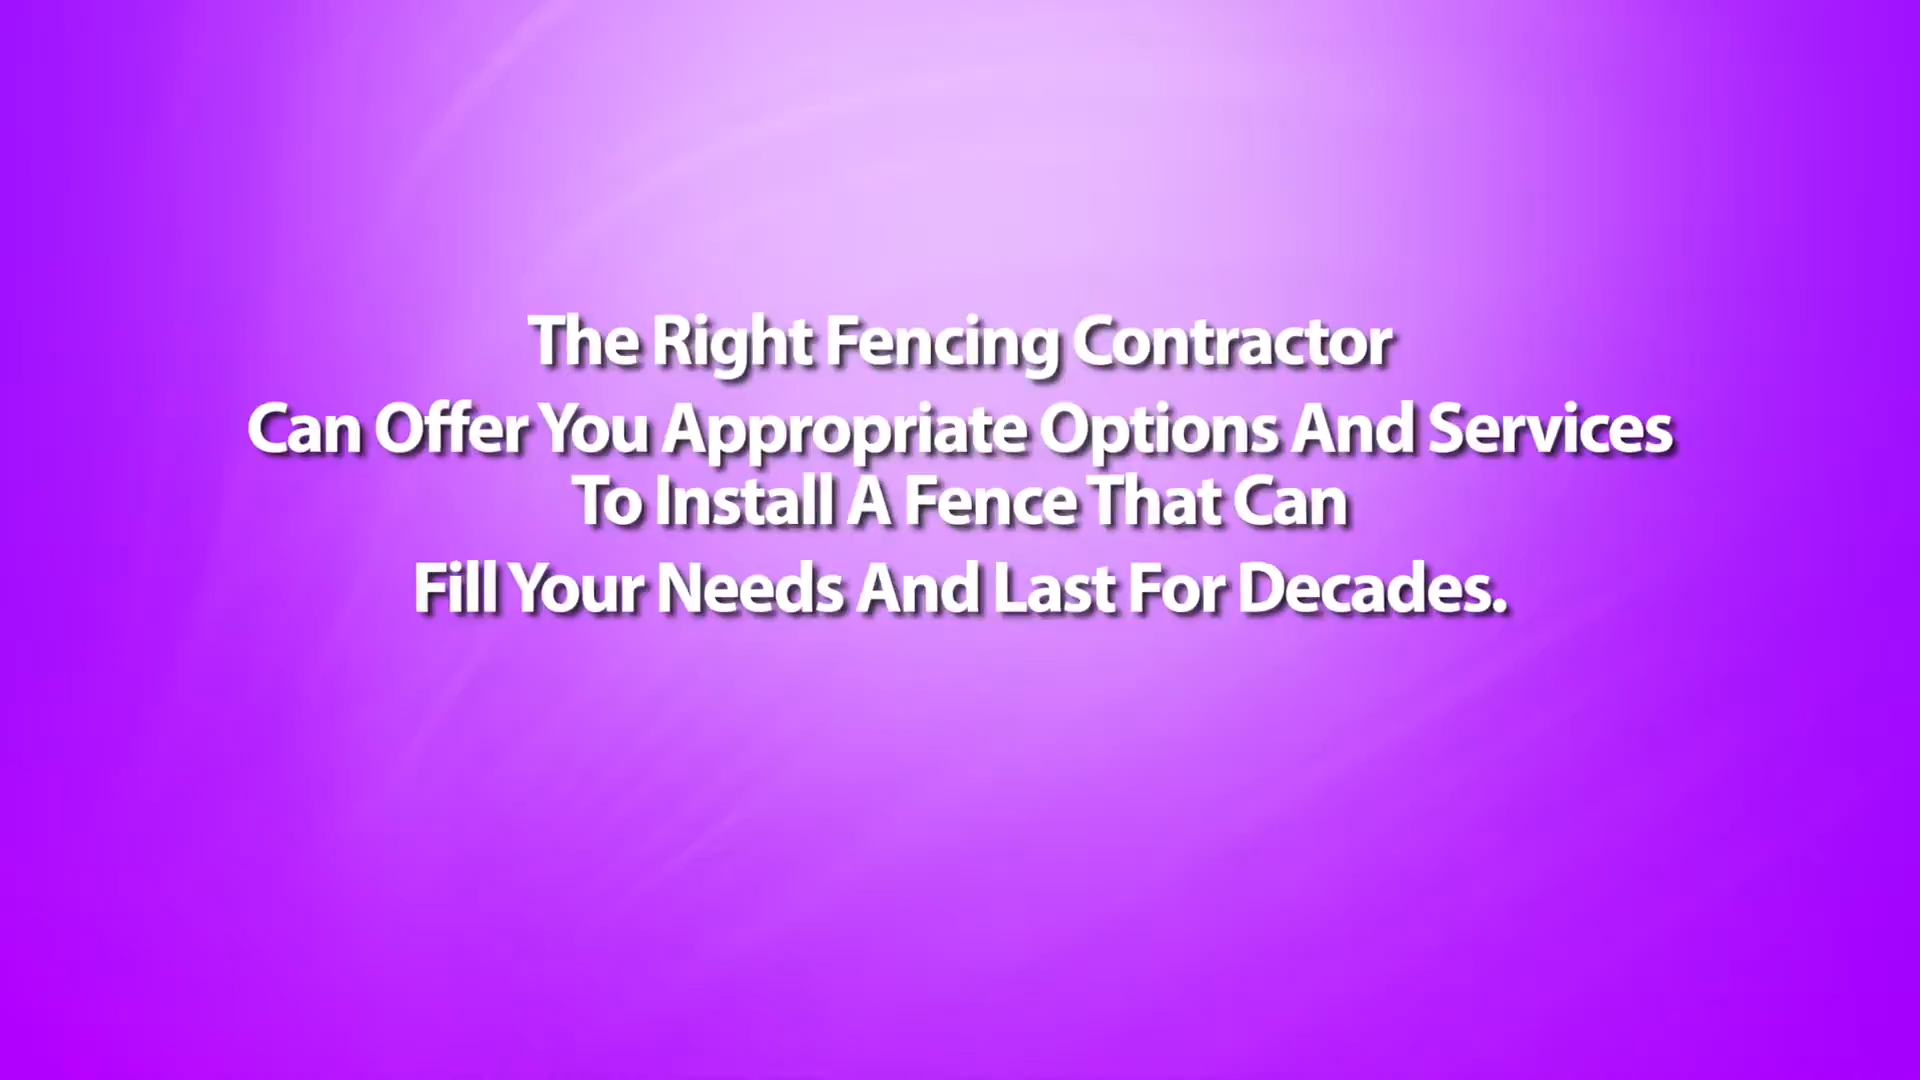 The Right Fencing Contractor
Can Offer You Appropriate Options And Services
To Install A Fence That Can
Fill Your Needs And Last For Decades.